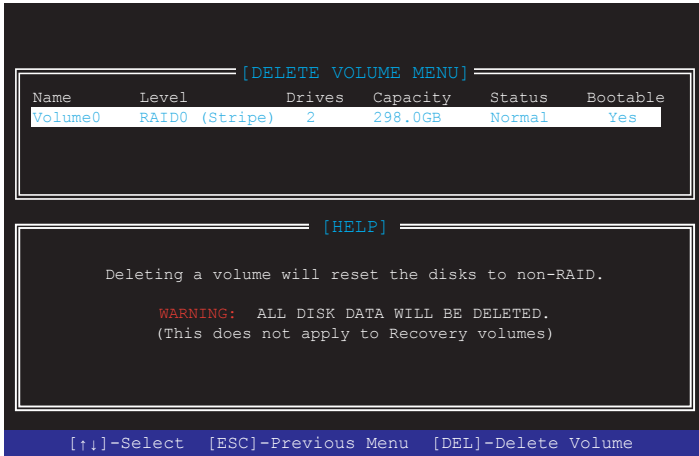 [DELETE VOLUME MENU]
Name Level Drives Capacity Status Bootable
Volume0 RAID0 (Stripe) 2 298.0GB Normal Yes
[HELP]
Deleting a volume will reset the disks to non-RAID.
WARNING: ALL DISK DATA WILL BE DELETED.
(This does not apply to Recovery volumes)
[↑↓]-Select [ESC]-Previous Menu [DEL]-Delete Volume